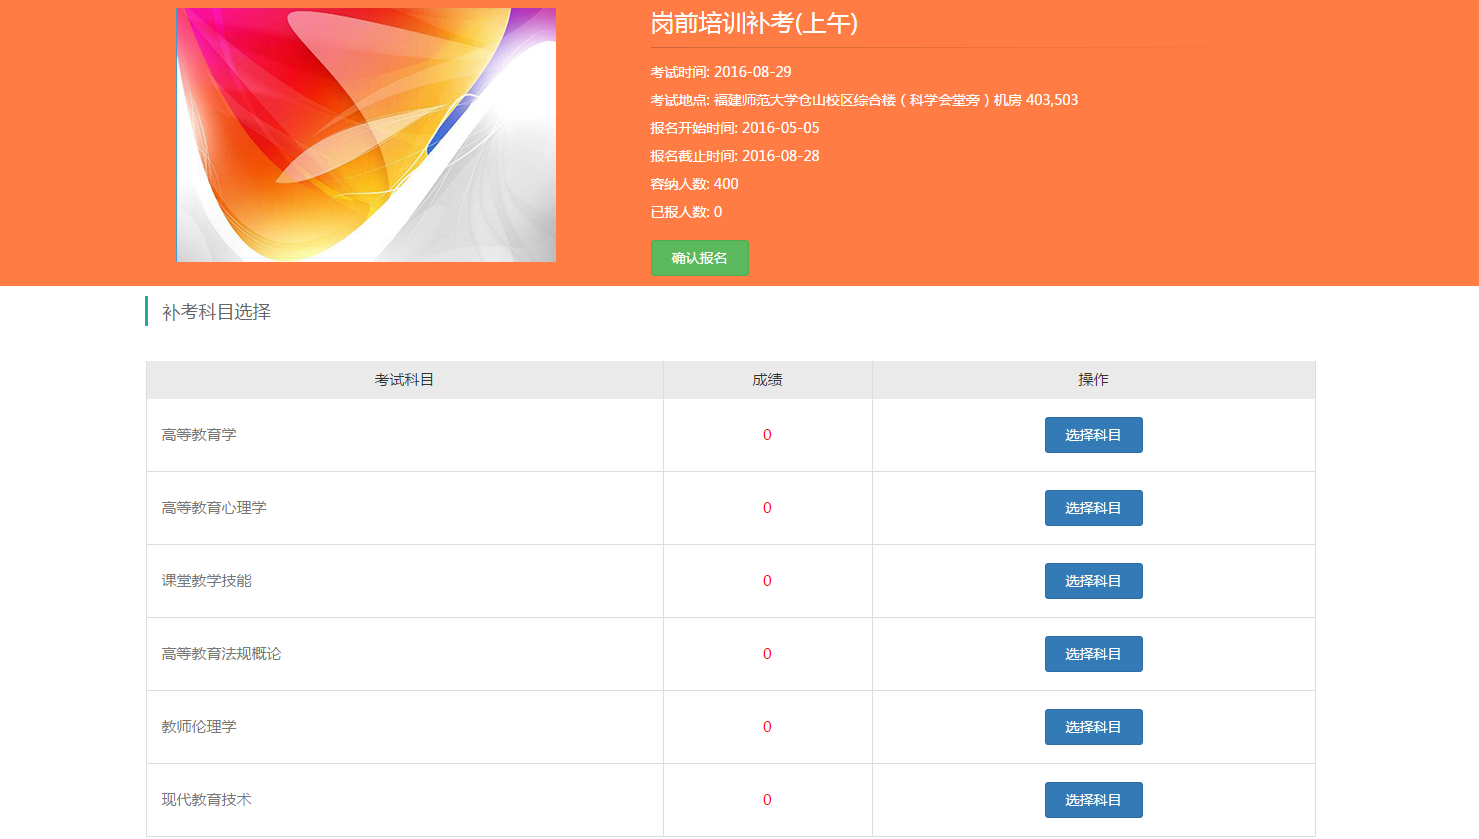 岗前培训补考(上午)
考试时间: 2016-08-29
考试地点: 福建师范大学仓山校区综合楼（科学会堂旁）机房 403,503
报名开始时间: 2016-05-05
报名截止时间: 2016-08-28
容纳人数: 400
已报人数: 0
确认报名
补考科目选择
考试科目 成绩 操作
高等教育学 0 选择科目
高等教育心理学 0 选择科目
课堂教学技能 0 选择科目
高等教育法规概论 0 选择科目
教师伦理学 0 选择科目
现代教育技术 0 选择科目